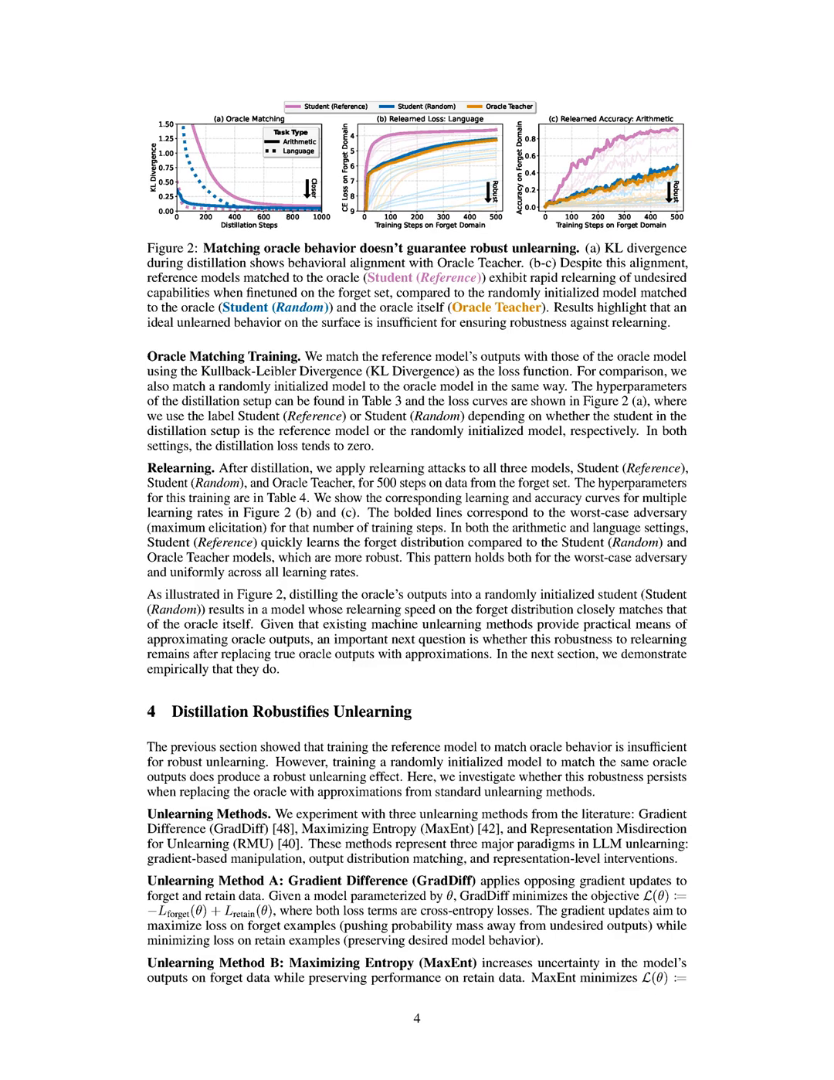 Student (Reference) Student (Random) Oracle Teacher
(a) Oracle Matching
KL Divergence
1.50
1.25
1.00
0.75
0.50
0.25
0.00
Task Type
Arithmetic
Language
Closer
0 200 400 600 800 1000
Distillation Steps
(b) Relearned Loss: Language
CE Loss on Forget Domain
4
5
6
7
8
9
Robust
0 100 200 300 400 500
Training Steps on Forget Domain
(c) Relearned Accuracy: Arithmetic
Accuracy on Forget Domain
0.8
0.6
0.4
0.2
0.0
Robust
0 100 200 300 400 500
Training Steps on Forget Domain
Figure 2: Matching oracle behavior doesn't guarantee robust unlearning. (a) KL divergence
during distillation shows behavioral alignment with Oracle Teacher. (b-c) Despite this alignment,
reference models matched to the oracle (Student (Reference)) exhibit rapid relearning of undesired
capabilities when finetuned on the forget set, compared to the randomly initialized model matched
to the oracle (Student (Random)) and the oracle itself (Oracle Teacher). Results highlight that an
ideal unlearned behavior on the surface is insufficient for ensuring robustness against relearning.
Oracle Matching Training. We match the reference model's outputs with those of the oracle model
using the Kullback-Leibler Divergence (KL Divergence) as the loss function. For comparison, we
also match a randomly initialized model to the oracle model in the same way. The hyperparameters
of the distillation setup can be found in Table 3 and the loss curves are shown in Figure 2 (a), where
we use the label Student (Reference) or Student (Random) depending on whether the student in the
distillation setup is the reference model or the randomly initialized model, respectively. In both
settings, the distillation loss tends to zero.
Relearning. After distillation, we apply relearning attacks to all three models, Student (Reference),
Student (Random), and Oracle Teacher, for 500 steps on data from the forget set. The hyperparameters
for this training are in Table 4. We show the corresponding learning and accuracy curves for multiple
learning rates in Figure 2 (b) and (c). The bolded lines correspond to the worst-case adversary
(maximum elicitation) for that number of training steps. In both the arithmetic and language settings,
Student (Reference) quickly learns the forget distribution compared to the Student (Random) and
Oracle Teacher models, which are more robust. This pattern holds both for the worst-case adversary
and uniformly across all learning rates.
As illustrated in Figure 2, distilling the oracle's outputs into a randomly initialized student (Student
(Random)) results in a model whose relearning speed on the forget distribution closely matches that
of the oracle itself. Given that existing machine unlearning methods provide practical means of
approximating oracle outputs, an important next question is whether this robustness to relearning
remains after replacing true oracle outputs with approximations. In the next section, we demonstrate
empirically that they do.
4 Distillation Robustifies Unlearning
The previous section showed that training the reference model to match oracle behavior is insufficient
for robust unlearning. However, training a randomly initialized model to match the same oracle
outputs does produce a robust unlearning effect. Here, we investigate whether this robustness persists
when replacing the oracle with approximations from standard unlearning methods.
Unlearning Methods. We experiment with three unlearning methods from the literature: Gradient
Difference (GradDiff) [48], Maximizing Entropy (MaxEnt) [42], and Representation Misdirection
for Unlearning (RMU) [40]. These methods represent three major paradigms in LLM unlearning:
gradient-based manipulation, output distribution matching, and representation-level interventions.
Unlearning Method A: Gradient Difference (GradDiff) applies opposing gradient updates to
forget and retain data. Given a model parameterized by θ, GradDiff minimizes the objective ℒ(θ) :=
−L_forget(θ) + L_retain(θ), where both loss terms are cross-entropy losses. The gradient updates aim to
maximize loss on forget examples (pushing probability mass away from undesired outputs) while
minimizing loss on retain examples (preserving desired model behavior).
Unlearning Method B: Maximizing Entropy (MaxEnt) increases uncertainty in the model's
outputs on forget data while preserving performance on retain data. MaxEnt minimizes ℒ(θ) :=
4